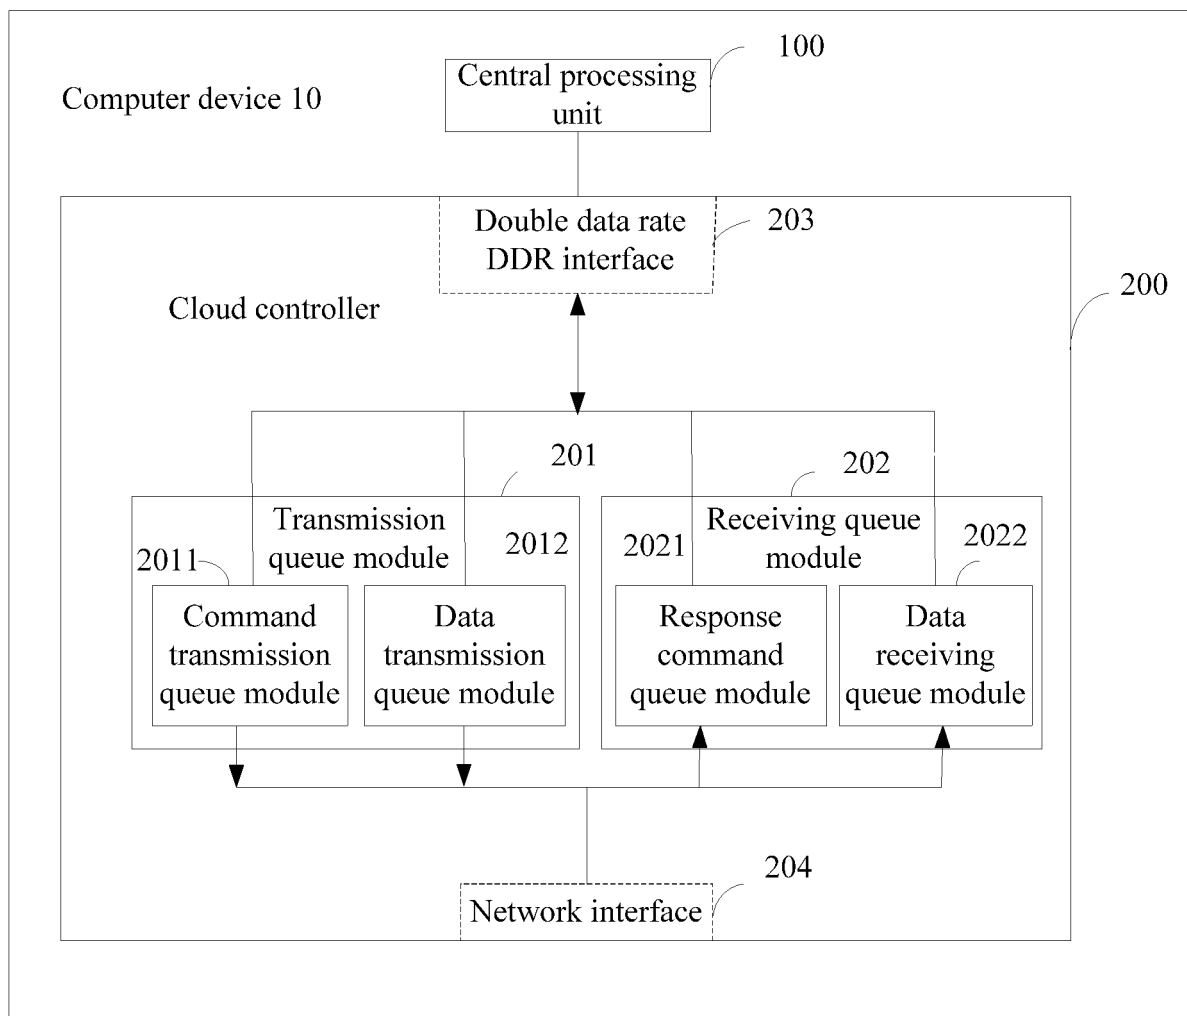 100
Central processing
unit
Computer device 10
Double data rate
DDR interface
203
200
Cloud controller
201
202
Transmission
queue module
2011
2012
Receiving queue
module
2021
2022
Command
transmission
queue module
Data
transmission
queue module
Response
command
queue module
Data
receiving
queue module
204
Network interface